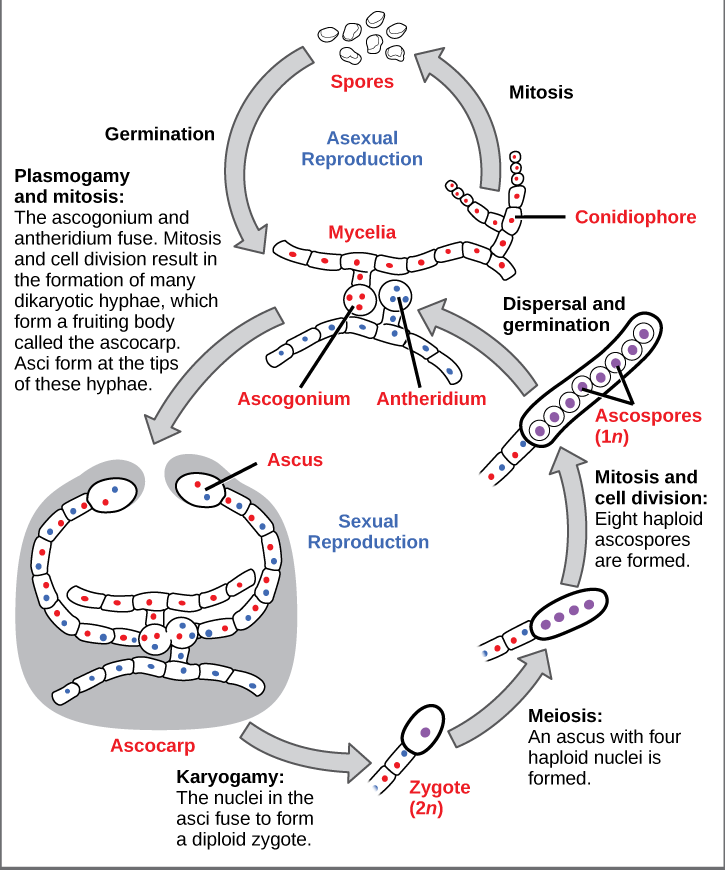 Spores
Mitosis
Germination
Asexual
Reproduction
Plasmogamy
and mitosis:
The ascogonium and
antheridium fuse. Mitosis
and cell division result in
the formation of many
dikaryotic hyphae, which
form a fruiting body
called the ascocarp.
Asci form at the tips
of these hyphae.
Conidiophore
Mycelia
Dispersal and
germination
Ascogonium
Antheridium
Ascospores
(1n)
Ascus
Mitosis and
cell division:
Eight haploid
ascospores
are formed.
Sexual
Reproduction
Meiosis:
An ascus with four
haploid nuclei is
formed.
Ascocarp
Karyogamy:
The nuclei in the
asci fuse to form
a diploid zygote.
Zygote
(2n)